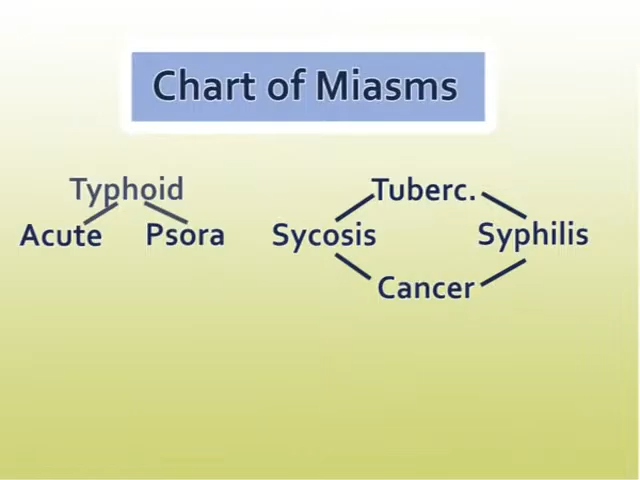 Chart of Miasms
Typhoid
Tuberc.
Acute Psora Sycosis Syphilis
Cancer